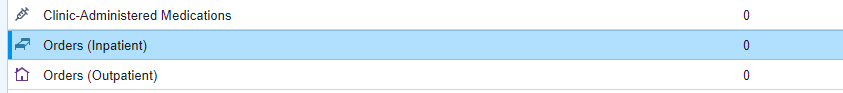 Clinic-Administered Medications 0
Orders (Inpatient) 0
Orders (Outpatient) 0